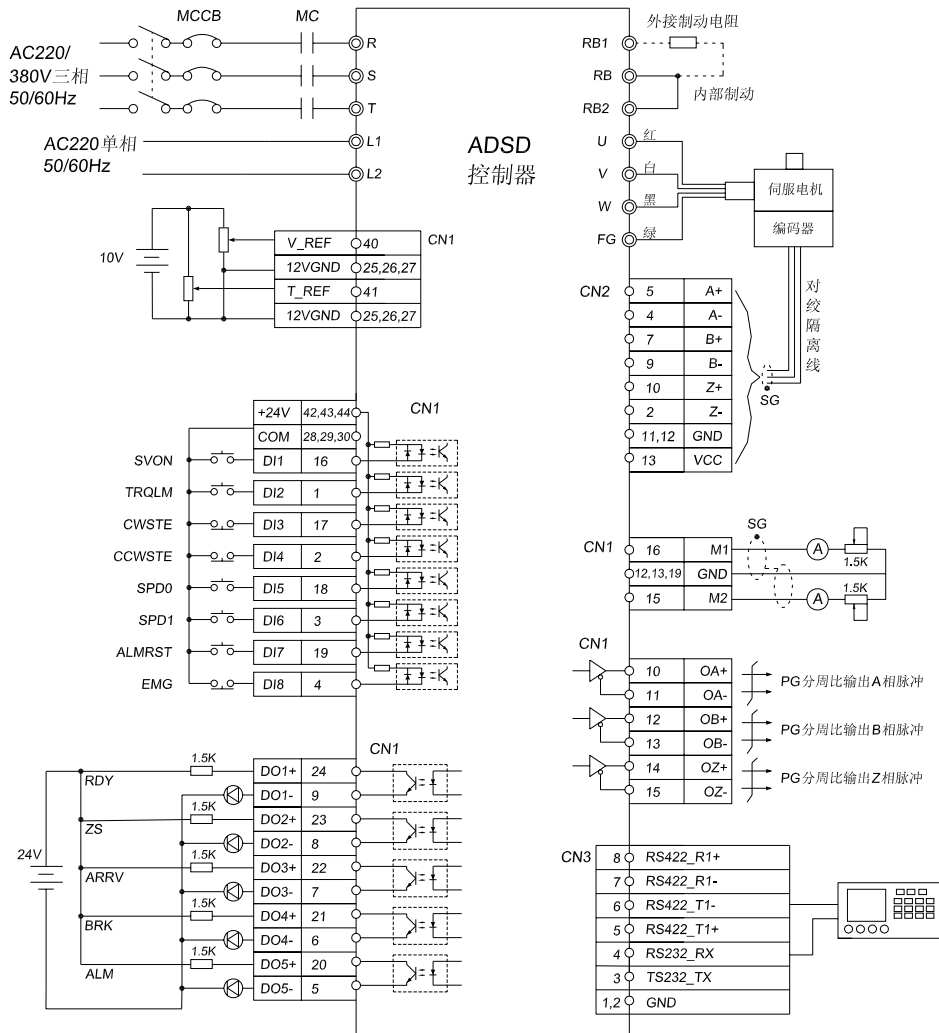 MCCB
MC
AC220/
380V三相
50/60Hz
R
S
T
AC220单相
50/60Hz
L1
L2
ADSD
控制器
RB1
外接制动电阻
RB
RB2
内部制动
U
红
V
白
W
黑
FG
绿
伺服电机
编码器
对绞隔离线
SG
10V
CN1
V_REF 40
12VGND 25,26,27
T_REF 41
12VGND 25,26,27
CN2
5 A+
4 A-
7 B+
9 B-
10 Z+
2 Z-
11,12 GND
13 VCC
CN1
+24V 42,43,44
COM 28,29,30
SVON DI1 16
TRQLM DI2 1
CWSTE DI3 17
CCWSTE DI4 2
SPD0 DI5 18
SPD1 DI6 3
ALMRST DI7 19
EMG DI8 4
SG
CN1
16 M1
A
1.5K
12,13,19 GND
15 M2
A
1.5K
CN1
10 OA+
11 OA-
PG分周比输出A相脉冲
12 OB+
13 OB-
PG分周比输出B相脉冲
14 OZ+
15 OZ-
PG分周比输出Z相脉冲
CN1
24V
RDY 1.5K DO1+ 24
DO1- 9
ZS 1.5K DO2+ 23
DO2- 8
ARRV 1.5K DO3+ 22
DO3- 7
BRK 1.5K DO4+ 21
DO4- 6
ALM 1.5K DO5+ 20
DO5- 5
CN3
8 RS422_R1+
7 RS422_R1-
6 RS422_T1-
5 RS422_T1+
4 RS232_RX
3 TS232_TX
1,2 GND